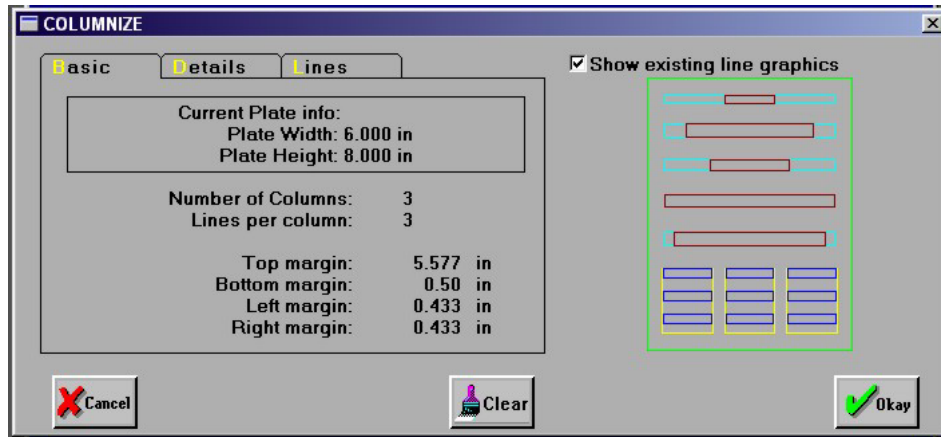 COLUMNIZE
Basic Details Lines
Show existing line graphics
Current Plate info:
Plate Width: 6.000 in
Plate Height: 8.000 in
Number of Columns: 3
Lines per column: 3
Top margin: 5.577 in
Bottom margin: 0.50 in
Left margin: 0.433 in
Right margin: 0.433 in
Cancel
Clear
Okay